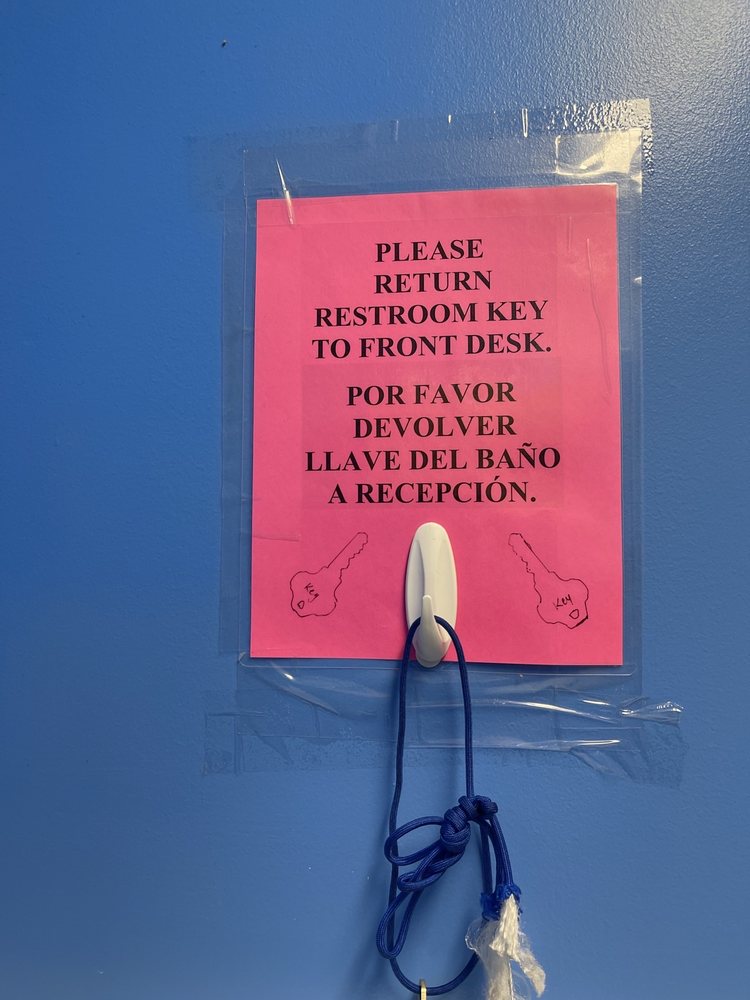 PLEASE
RETURN
RESTROOM KEY
TO FRONT DESK.
POR FAVOR
DEVOLVER
LLAVE DEL BAÑO
A RECEPCIÓN.
Key
Key